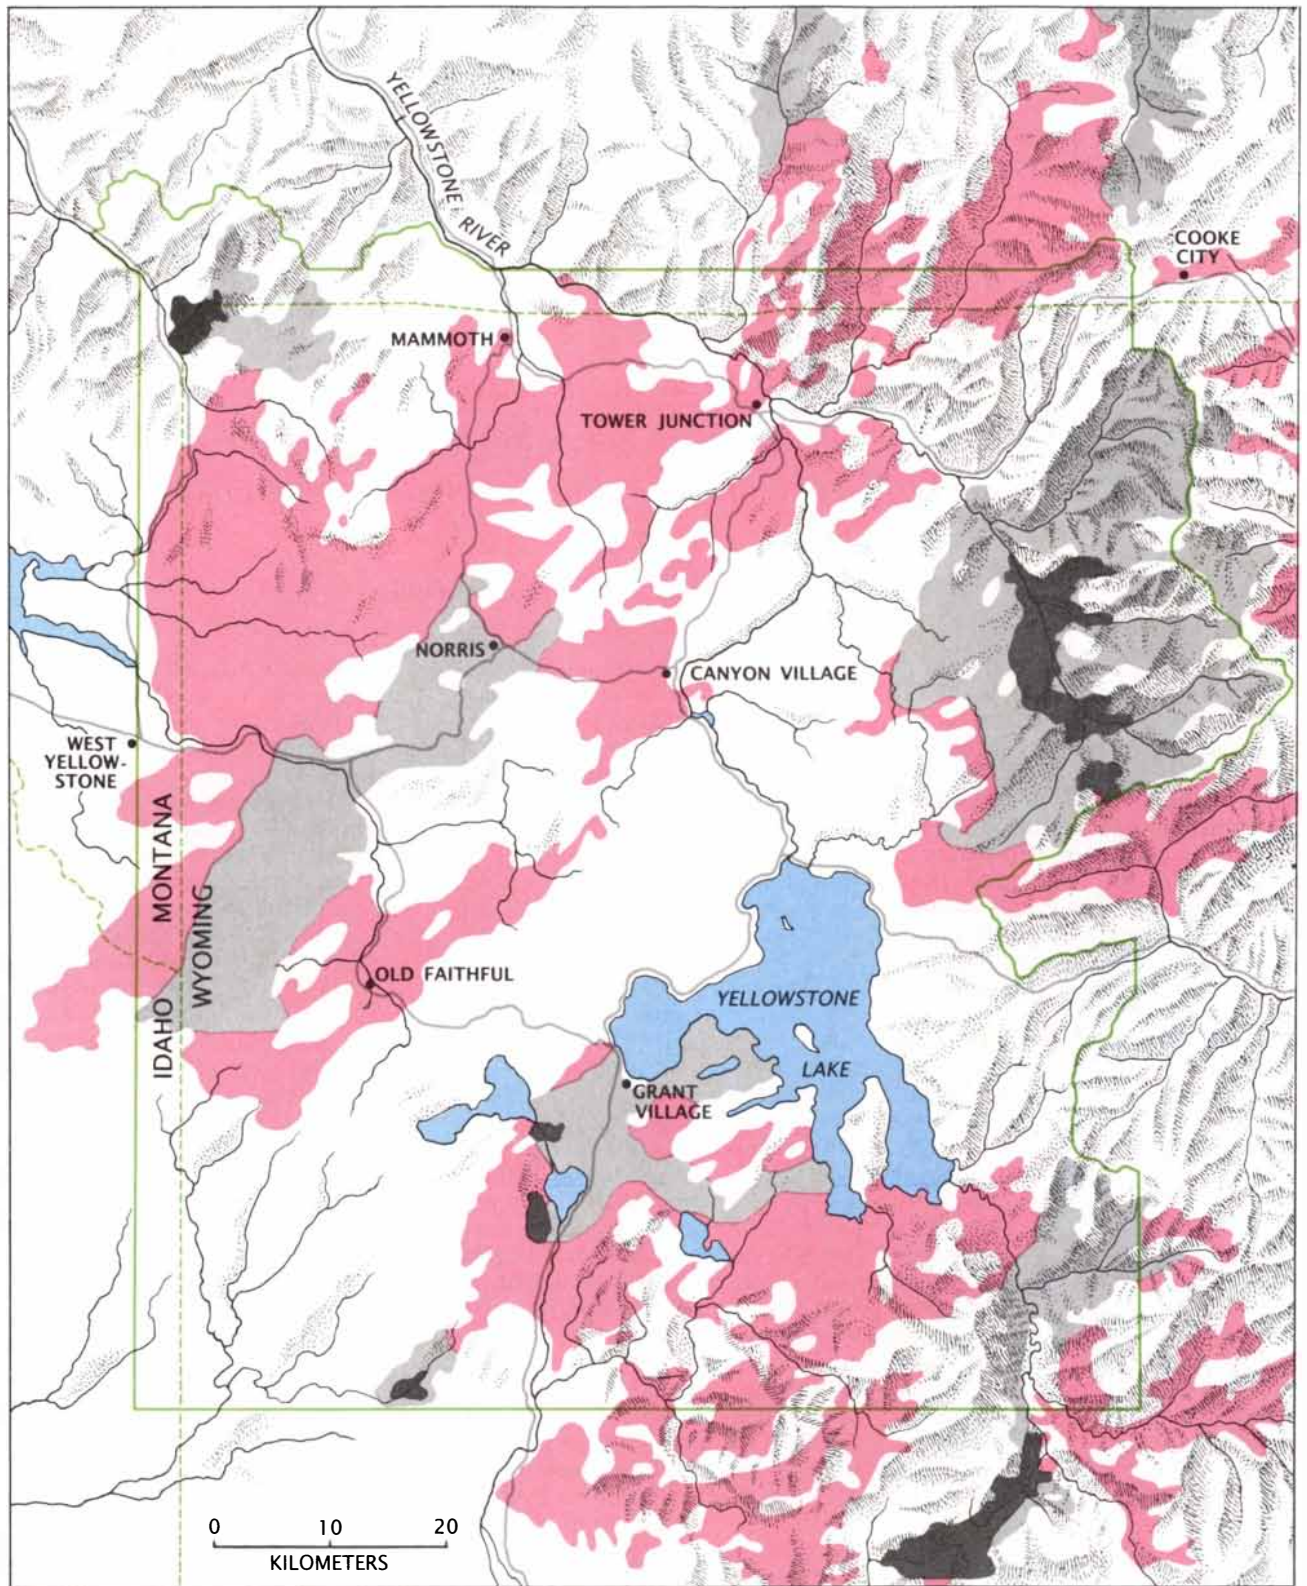 YELLOWSTONE RIVER
COOKE
CITY
MAMMOTH
TOWER JUNCTION
NORRIS
CANYON VILLAGE
WEST
YELLOW-
STONE
MONTANA
IDAHO
WYOMING
OLD FAITHFUL
YELLOWSTONE
LAKE
GRANT
VILLAGE
0 10 20
KILOMETERS